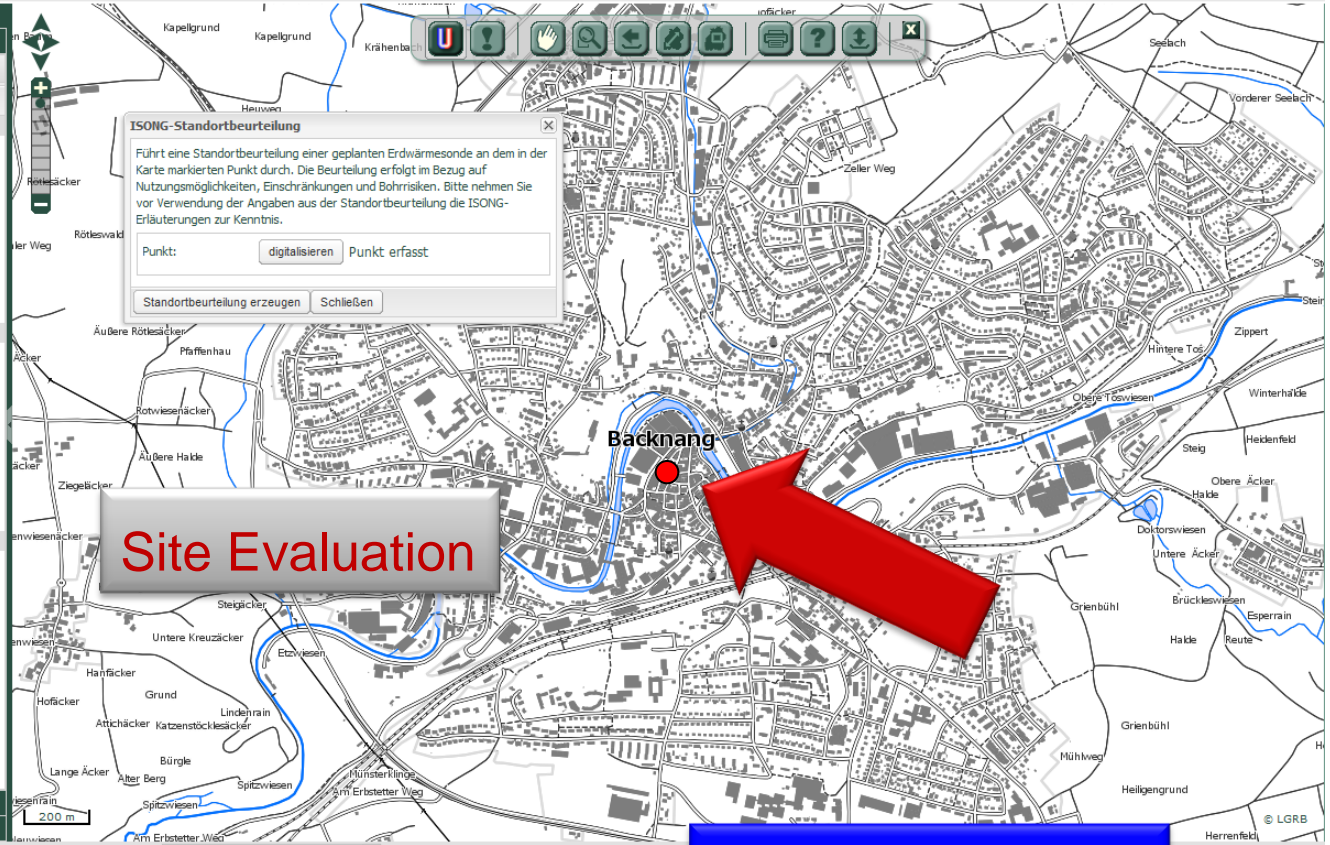 Kapellgrund
Kapellgrund
Krähenbach
Seelach
Vorderer Seelach
Heuweg
U
!
?
X
ISONG-Standortbeurteilung
Führt eine Standortbeurteilung einer geplanten Erdwärmesonde an dem in der
Karte markierten Punkt durch. Die Beurteilung erfolgt im Bezug auf
Nutzungsmöglichkeiten, Einschränkungen und Bohrrisiken. Bitte nehmen Sie
vor Verwendung der Angaben aus der Standortbeurteilung die ISONG-
Erläuterungen zur Kenntnis.
Punkt: digitalisieren Punkt erfasst
Standortbeurteilung erzeugen Schließen
Zeller Weg
Rötlesäcker
Rötleswald
ler Weg
Äußere Rötlesäcker
Pfaffenhau
Äcker
Zippert
Hintere Tos
Winterhalde
Obere Toswiesen
Rotwiesenäcker
Backnang
Steig
Heidenfeld
Äußere Halde
Ziegeläcker
Obere Äcker
Halde
Doktorswiesen
Untere Äcker
Site Evaluation
Steigäcker
Grienbühl
Brückleswiesen
Esperrain
Untere Kreuzäcker
Etzwiesen
Halde
Reute
Hanfäcker
Hofäcker
Grund
Lindenrain
Attichäcker
Katzenstöcklesäcker
Grienbühl
Bürgle
Mühlweg
Lange Äcker
Alter Berg
Spitzwiesen
Münsterklinge
Am Erbstetter Weg
Heiligengrund
Spitzwiesen
200 m
© LGRB
Am Erbstetter Weg
Herrenfeld